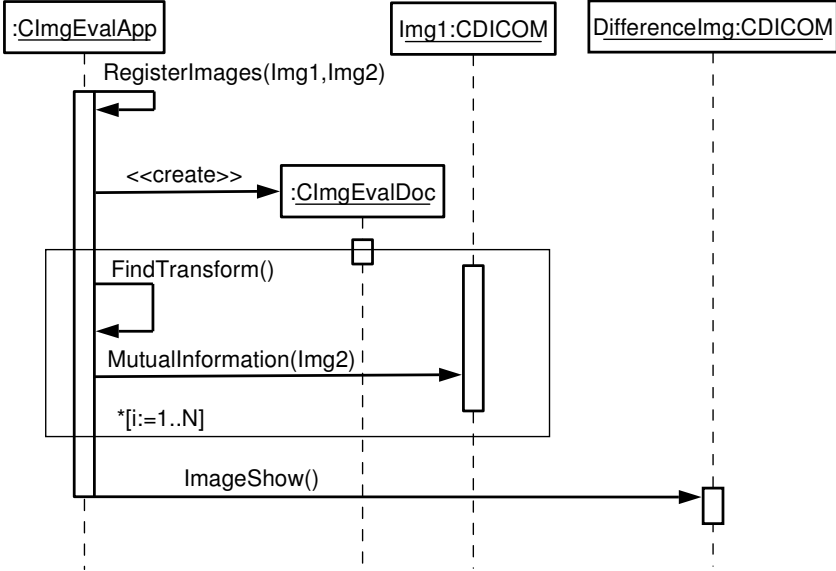 :CImgEvalApp
Img1:CDICOM
DifferenceImg:CDICOM
RegisterImages(Img1,Img2)
<<create>>
:CImgEvalDoc
FindTransform()
MutualInformation(Img2)
*[i:=1..N]
ImageShow()